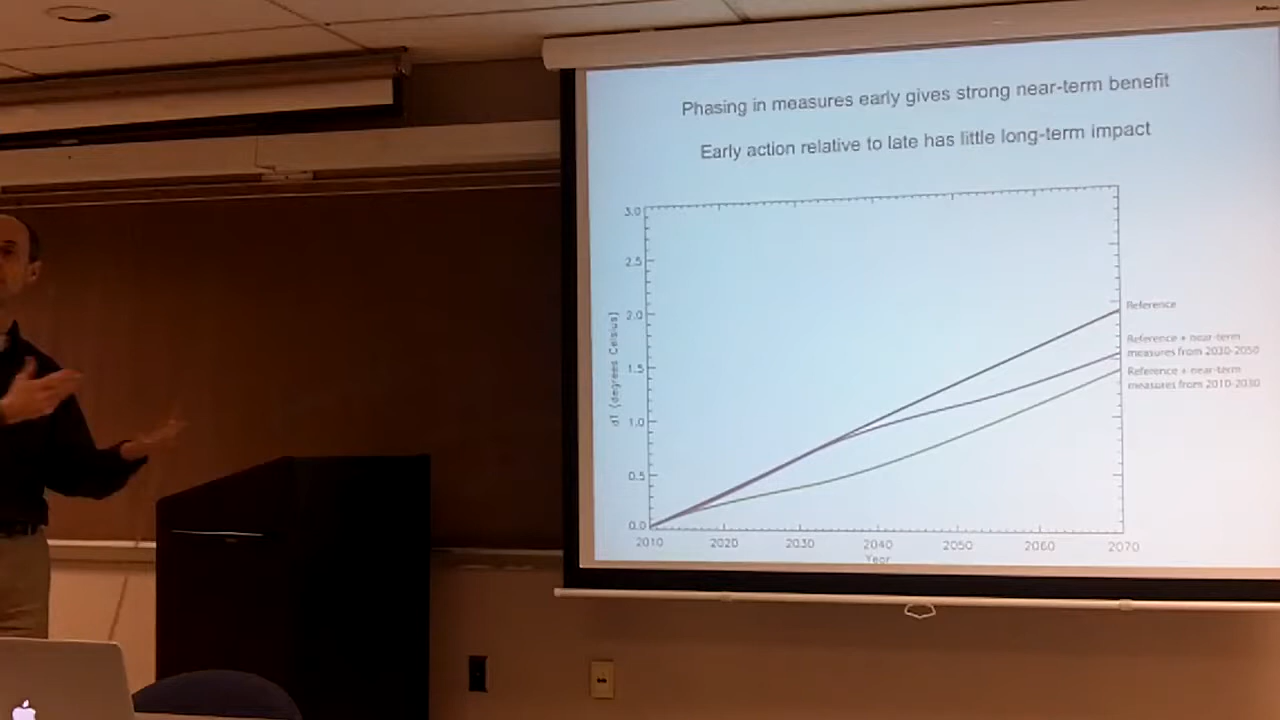 Phasing in measures early gives strong near-term benefit
Early action relative to late has little long-term impact
3.0
2.5
2.0
1.5
1.0
0.5
0.0
dT (degrees Celsius)
2010 2020 2030 2040 2050 2060 2070
Year
Reference
Reference + near-term
measures from 2030-2050
Reference + near-term
measures from 2010-2030